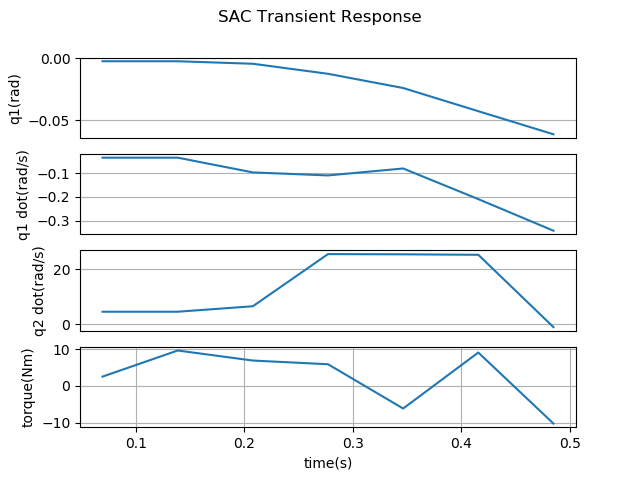 SAC Transient Response
0.00
−0.05
q1(rad)
−0.1
−0.2
−0.3
q1 dot(rad/s)
20
0
q2 dot(rad/s)
10
0
−10
torque(Nm)
0.1 0.2 0.3 0.4 0.5
time(s)